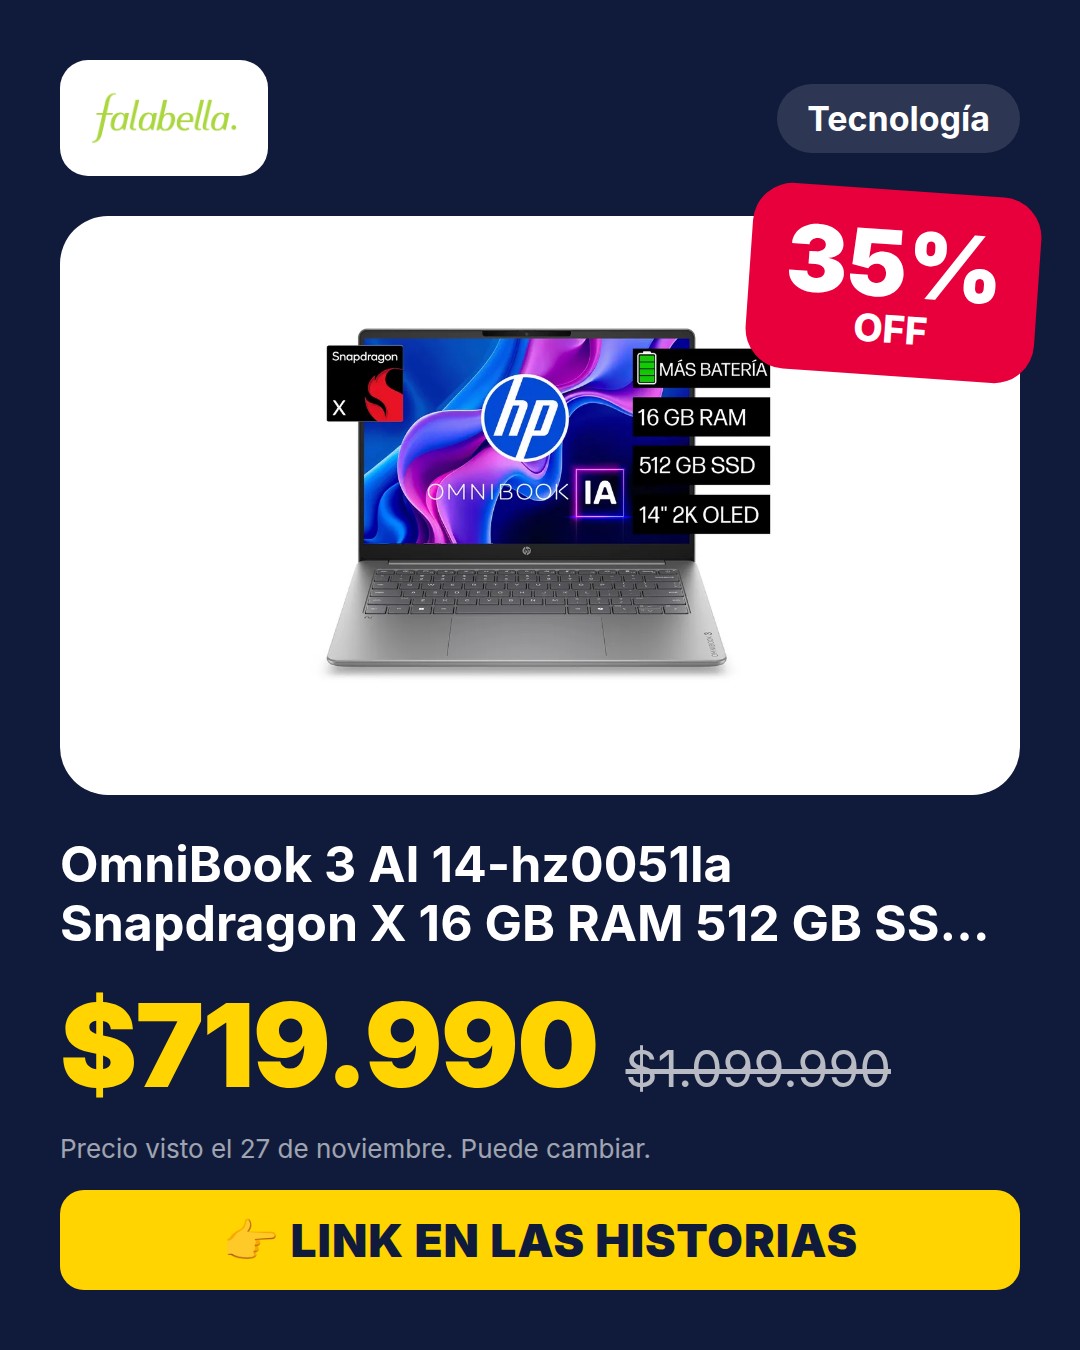 falabella.
Tecnología
35%
OFF
Snapdragon
X
hp
OMNIBOOK IA
MÁS BATERÍA
16 GB RAM
512 GB SSD
14" 2K OLED
OmniBook 3 AI 14-hz0051la
Snapdragon X 16 GB RAM 512 GB SS...
$719.990 $1.099.990
Precio visto el 27 de noviembre. Puede cambiar.
👉 LINK EN LAS HISTORIAS